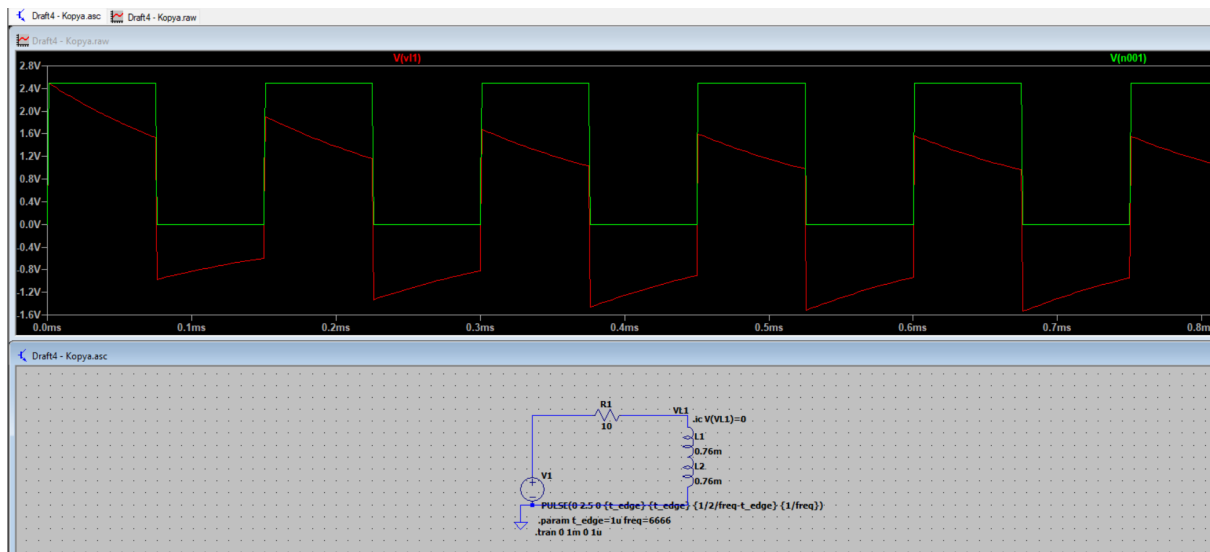 Draft4 - Kopya.asc Draft4 - Kopya.raw
Draft4 - Kopya.raw
V(vl1) V(n001)
2.8V
2.4V
2.0V
1.6V
1.2V
0.8V
0.4V
0.0V
-0.4V
-0.8V
-1.2V
-1.6V
0.0ms 0.1ms 0.2ms 0.3ms 0.4ms 0.5ms 0.6ms 0.7ms 0.8m
Draft4 - Kopya.asc
R1
10
VL1
.ic V(VL1)=0
L1
0.76m
L2
0.76m
V1
PULSE(0 2.5 0 {t_edge} {t_edge} {1/2/freq-t_edge} {1/freq})
.param t_edge=1u freq=6666
.tran 0 1m 0 1u